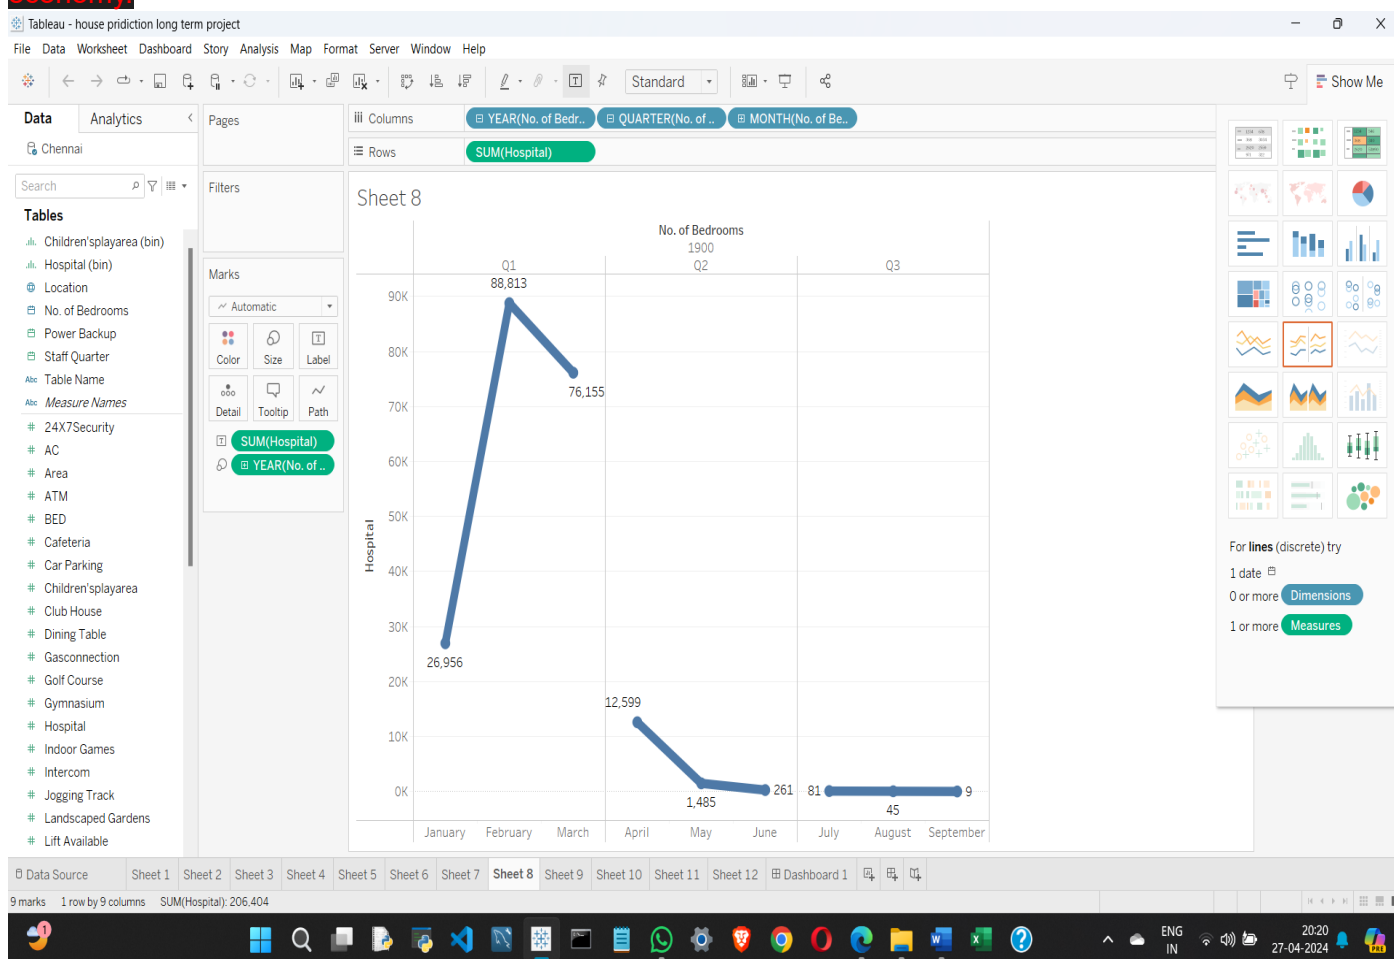 economy.
Tableau - house pridiction long term project
File Data Worksheet Dashboard Story Analysis Map Format Server Window Help
Standard
Show Me
Data Analytics
Pages
Columns
YEAR(No. of Bedr..
QUARTER(No. of ..
MONTH(No. of Be..
Chennai
Rows
SUM(Hospital)
Search
Filters
Sheet 8
Tables
Children'splayarea (bin)
Hospital (bin)
Location
No. of Bedrooms
Power Backup
Staff Quarter
Abc Table Name
Abc Measure Names
# 24X7Security
# AC
# Area
# ATM
# BED
# Cafeteria
# Car Parking
# Children'splayarea
# Club House
# Dining Table
# Gasconnection
# Golf Course
# Gymnasium
# Hospital
# Indoor Games
# Intercom
# Jogging Track
# Landscaped Gardens
# Lift Available
Marks
Automatic
Color Size Label
Detail Tooltip Path
SUM(Hospital)
YEAR(No. of ..
No. of Bedrooms
1900
Q1 Q2 Q3
88,813
90K
80K
76,155
70K
60K
50K
Hospital
40K
30K
26,956
20K
12,599
10K
0K
1,485
261
81
45
9
January February March April May June July August September
For lines (discrete) try
1 date
0 or more Dimensions
1 or more Measures
Data Source Sheet 1 Sheet 2 Sheet 3 Sheet 4 Sheet 5 Sheet 6 Sheet 7 Sheet 8 Sheet 9 Sheet 10 Sheet 11 Sheet 12 Dashboard 1
9 marks 1 row by 9 columns SUM(Hospital): 206,404
1
ENG
IN
20:20
27-04-2024
PRE